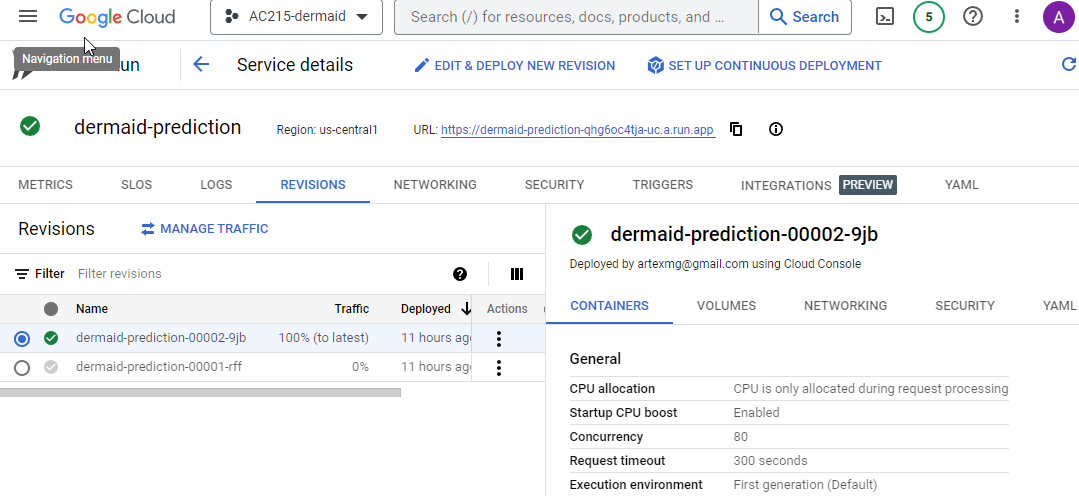 Google Cloud AC215-dermaid Search (/) for resources, docs, products, and ... Search 5 A
Navigation menu
Service details EDIT & DEPLOY NEW REVISION SET UP CONTINUOUS DEPLOYMENT
dermaid-prediction Region: us-central1 URL: https://dermaid-prediction-qhg6oc4tja-uc.a.run.app
METRICS SLOS LOGS REVISIONS NETWORKING SECURITY TRIGGERS INTEGRATIONS PREVIEW YAML
Revisions MANAGE TRAFFIC
Filter Filter revisions
Name Traffic Deployed Actions
dermaid-prediction-00002-9jb 100% (to latest) 11 hours ag
dermaid-prediction-00001-rff 0% 11 hours ag
dermaid-prediction-00002-9jb
Deployed by artexmg@gmail.com using Cloud Console
CONTAINERS VOLUMES NETWORKING SECURITY YAML
General
CPU allocation CPU is only allocated during request processing
Startup CPU boost Enabled
Concurrency 80
Request timeout 300 seconds
Execution environment First generation (Default)